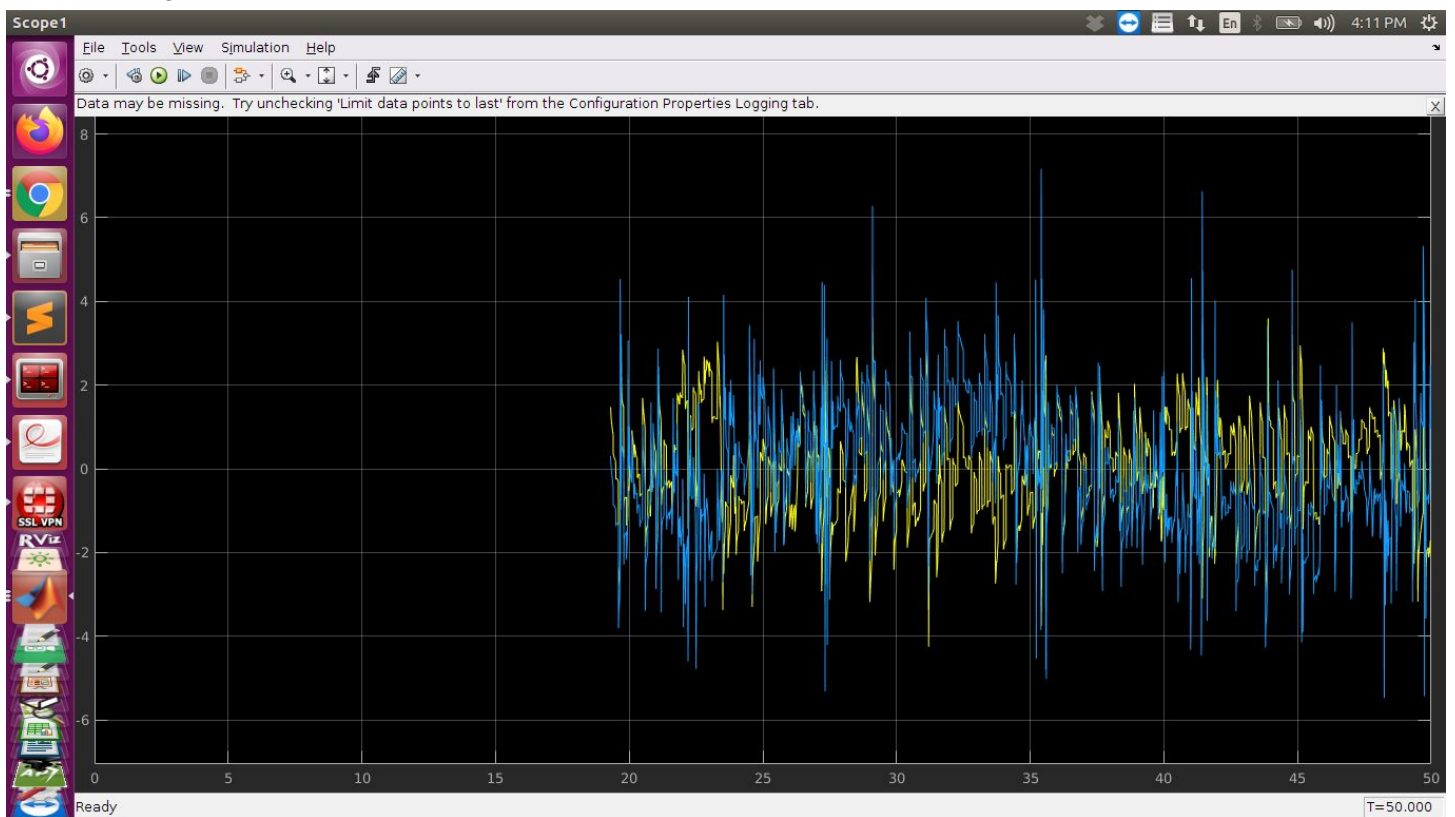 Scope1
En
4:11 PM
File Tools View Simulation Help
Data may be missing. Try unchecking 'Limit data points to last' from the Configuration Properties Logging tab.
X
8
6
4
2
0
-2
-4
-6
0 5 10 15 20 25 30 35 40 45 50
SSL VPN
RViz
Ready
T=50.000